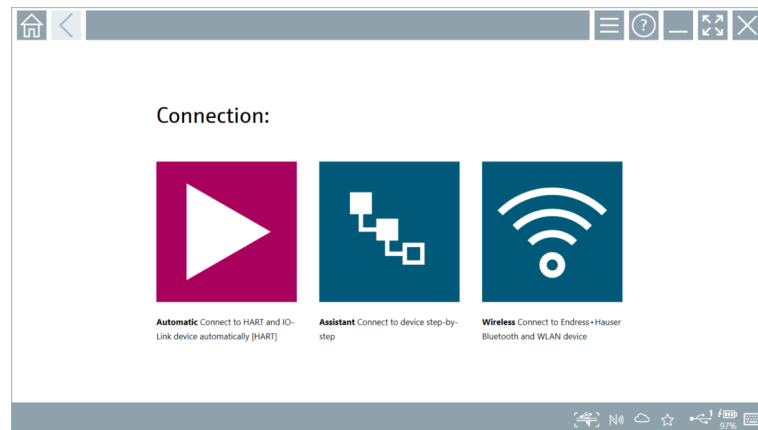 ?
Connection:
Automatic Connect to HART and IO-
Link device automatically [HART]
Assistant Connect to device step-by-
step
Wireless Connect to Endress+Hauser
Bluetooth and WLAN device
1
97%